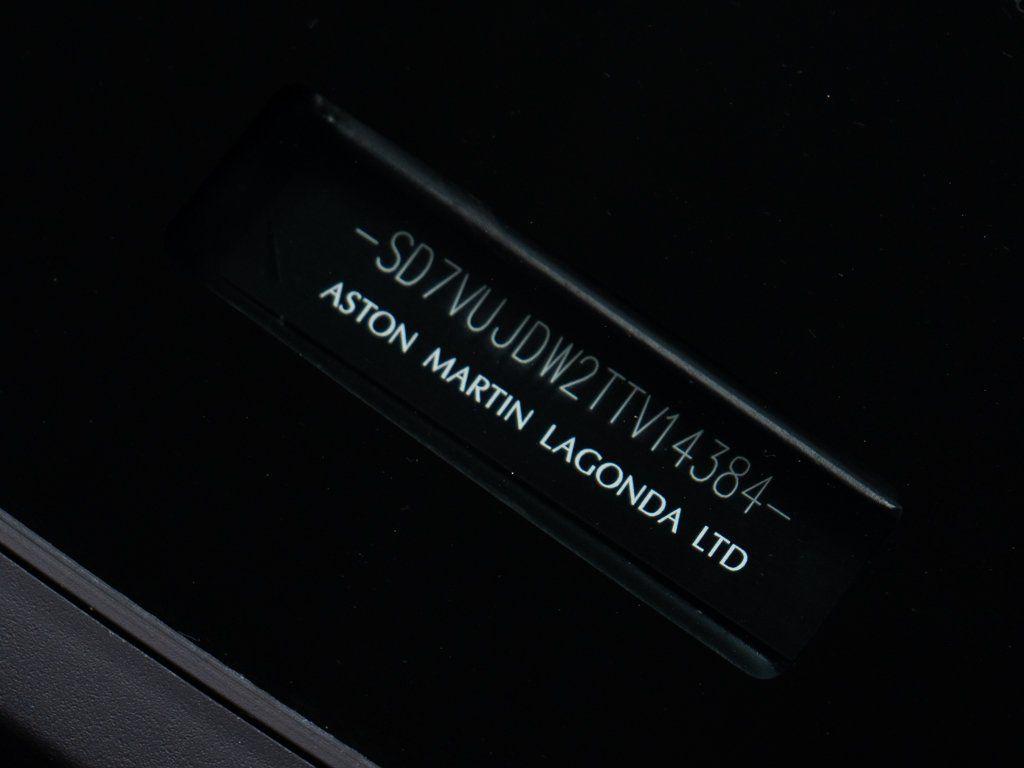 -SD7VUJDW2TTV14384-
ASTON MARTIN LAGONDA LTD